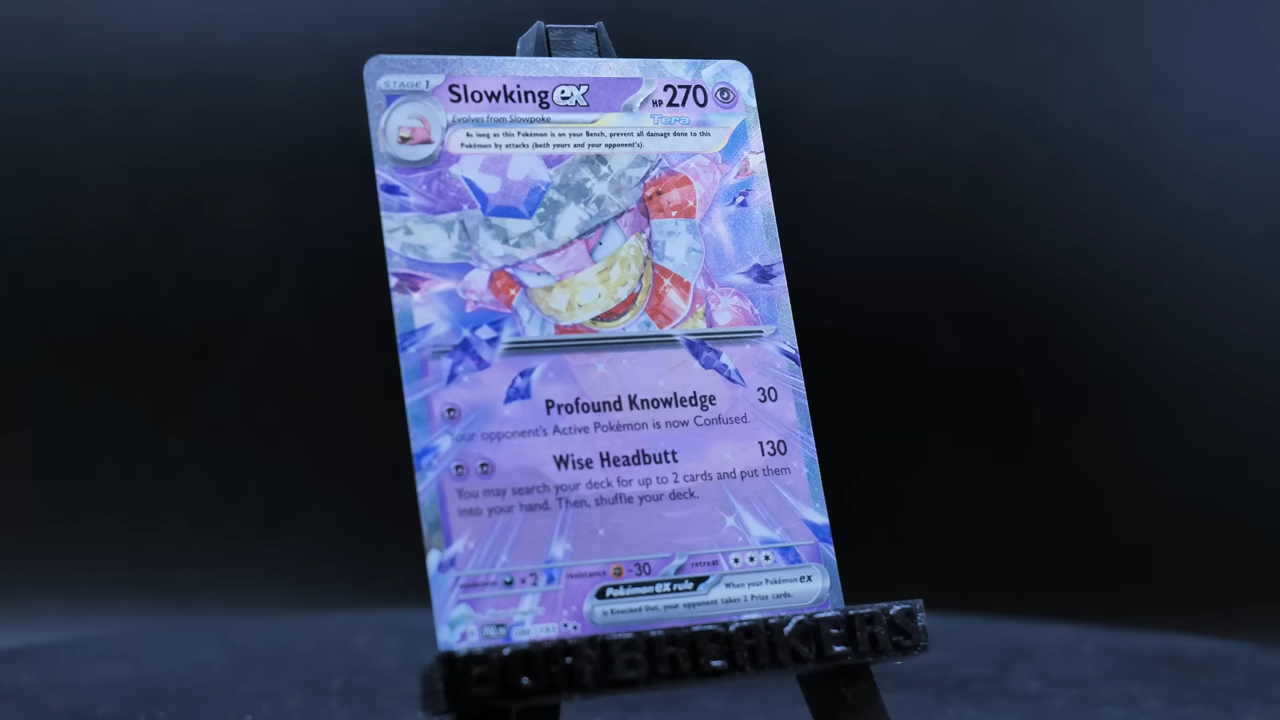 STAGE 1
Slowking ex
HP 270
Evolves from Slowpoke
Tera
As long as this Pokémon is on your Bench, prevent all damage done to this
Pokémon by attacks (both yours and your opponent's).
Profound Knowledge 30
our opponent's Active Pokémon is now Confused.
Wise Headbutt 130
You may search your deck for up to 2 cards and put them
into your hand. Then, shuffle your deck.
weakness ×2 resistance -30 retreat
Pokémon ex rule When your Pokémon ex
is Knocked Out, your opponent takes 2 Prize cards.